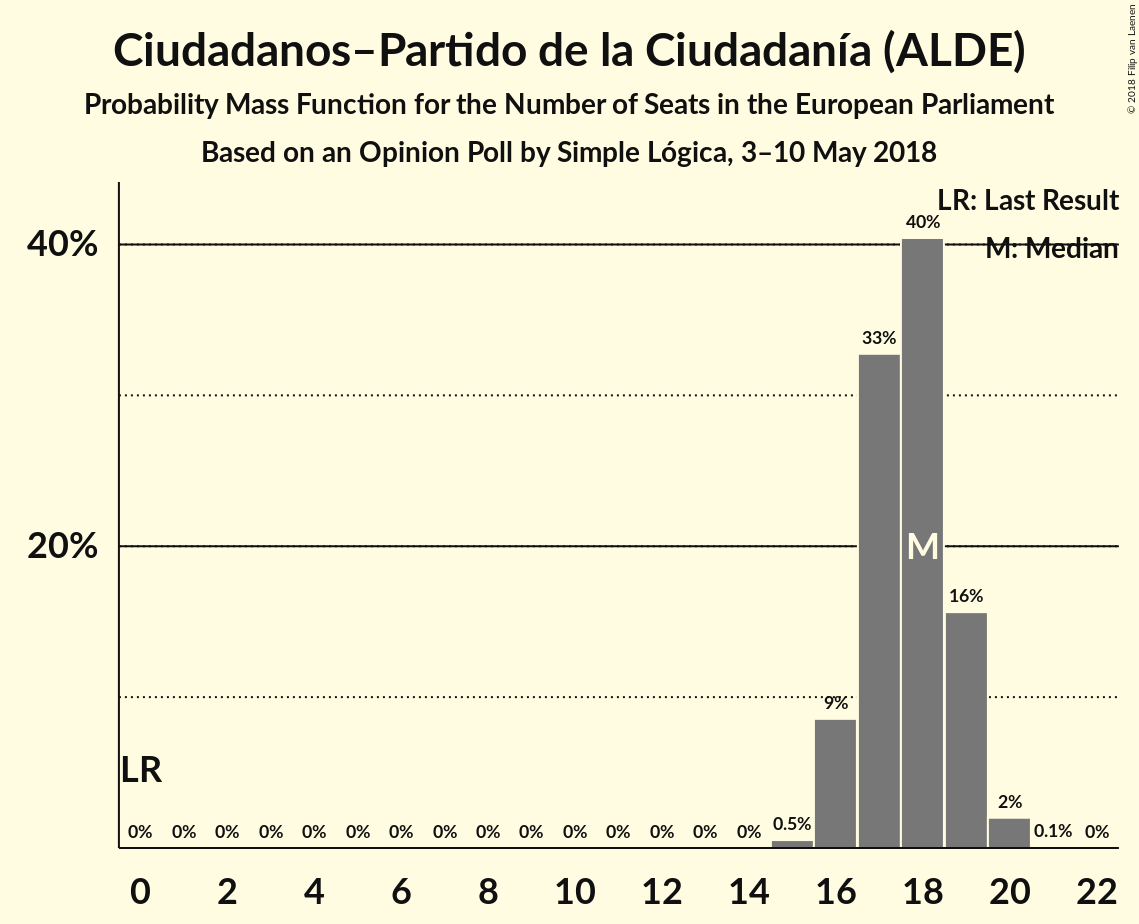 Ciudadanos–Partido de la Ciudadanía (ALDE)
Probability Mass Function for the Number of Seats in the European Parliament
Based on an Opinion Poll by Simple Lógica, 3–10 May 2018
© 2018 Filip van Laenen
LR: Last Result
M: Median
40%
20%
40%
33%
M
16%
9%
LR
2%
0% 0% 0% 0% 0% 0% 0% 0% 0% 0% 0% 0% 0% 0% 0% 0.5% 0.1% 0%
0 2 4 6 8 10 12 14 16 18 20 22